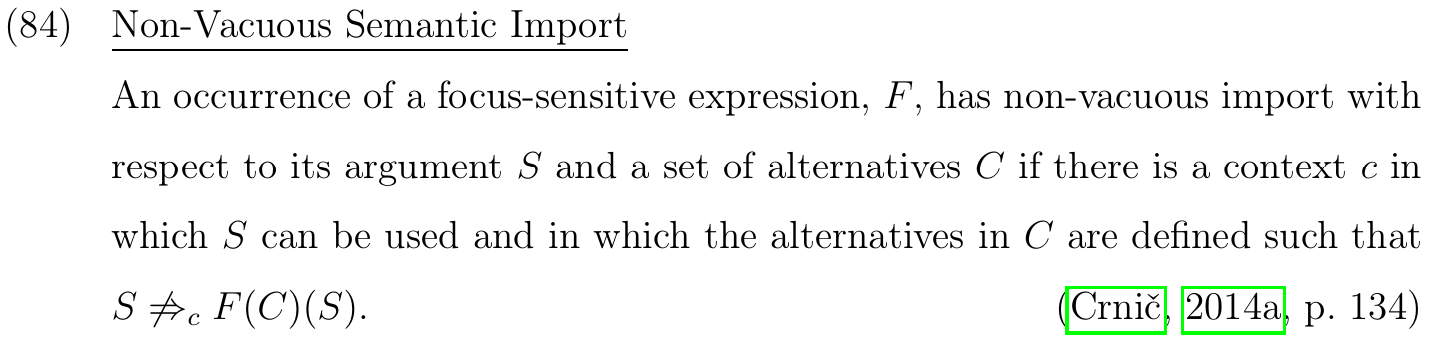 (84) Non-Vacuous Semantic Import
An occurrence of a focus-sensitive expression, F, has non-vacuous import with
respect to its argument S and a set of alternatives C if there is a context c in
which S can be used and in which the alternatives in C are defined such that
S ⇏c F(C)(S). (Crnič, 2014a, p. 134)